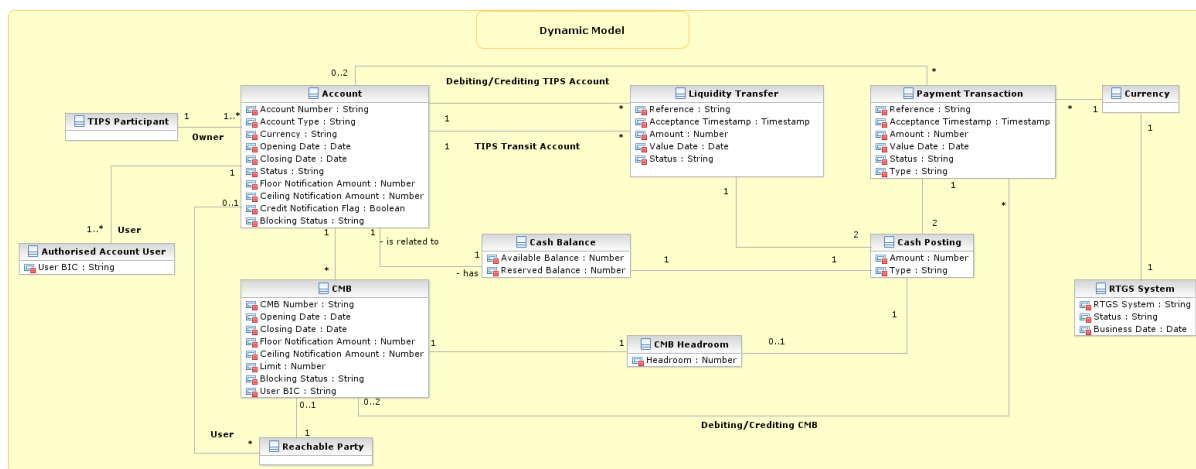 Dynamic Model
0..2
*
Debiting/Crediting TIPS Account
Account
Account Number : String
Account Type : String
Currency : String
Opening Date : Date
Closing Date : Date
Status : String
Floor Notification Amount : Number
Ceiling Notification Amount : Number
Credit Notification Flag : Boolean
Blocking Status : String
Liquidity Transfer
Reference : String
Acceptance Timestamp : Timestamp
Amount : Number
Value Date : Date
Status : String
Payment Transaction
Reference : String
Acceptance Timestamp : Timestamp
Amount : Number
Value Date : Date
Status : String
Type : String
Currency
*
1
TIPS Participant
1
1..*
Owner
1
*
1
*
TIPS Transit Account
1
1
0..1
1..*
User
Authorised Account User
User BIC : String
1
*
1
- is related to
1
- has
Cash Balance
Available Balance : Number
Reserved Balance : Number
1
1
1
2
1
2
*
Cash Posting
Amount : Number
Type : String
1
RTGS System
RTGS System : String
Status : String
Business Date : Date
CMB
CMB Number : String
Opening Date : Date
Closing Date : Date
Floor Notification Amount : Number
Ceiling Notification Amount : Number
Limit : Number
Blocking Status : String
User BIC : String
1
1
CMB Headroom
Headroom : Number
0..1
1
0..1
0..2
Debiting/Crediting CMB
User
*
1
Reachable Party